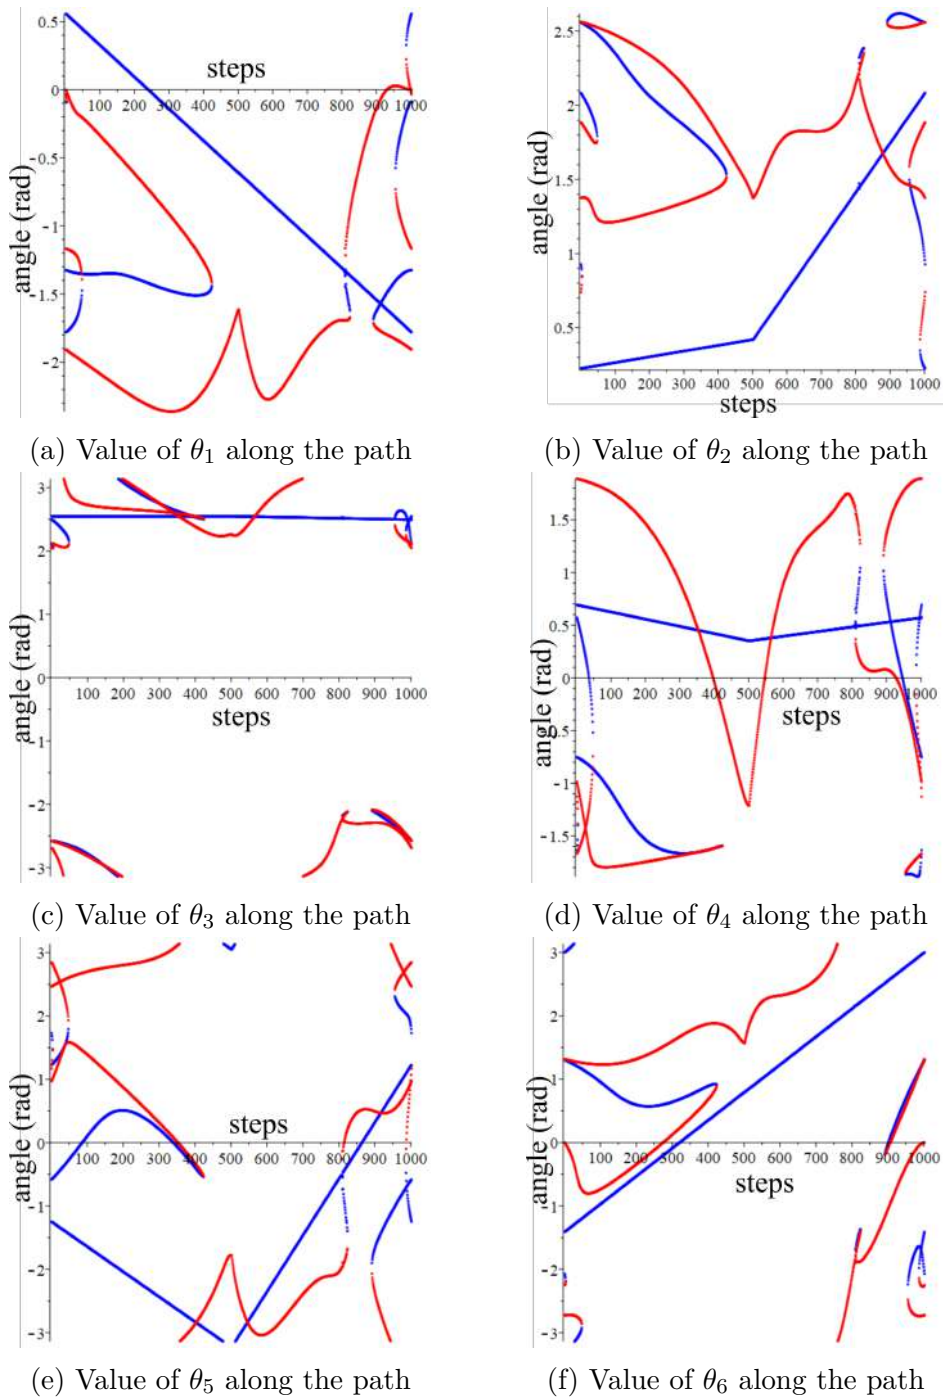 0.5
steps
0
100 200 300 400 500 600 700 800 1000
-0.5
-1
-1.5
-2
angle (rad)
2.5
2
1.5
1
0.5
100 200 300 400 500 600 700 800 900 1000
steps
angle (rad)
(a) Value of θ1 along the path
(b) Value of θ2 along the path
3
2
1
0
100 200 300 400 500 600 700 800 900 1000
steps
-1
-2
-3
angle (rad)
1.5
1
0.5
0
100 200 300 400 500 600 700 800 1000
steps
-0.5
-1
-1.5
angle (rad)
(c) Value of θ3 along the path
(d) Value of θ4 along the path
3
2
1
steps
0
100 200 300 400 500 600 700 800 900 1000
-1
-2
-3
angle (rad)
3
2
1
0
100 200 300 400 500 600 700 800 900 1000
steps
-1
-2
-3
angle (rad)
(e) Value of θ5 along the path
(f) Value of θ6 along the path